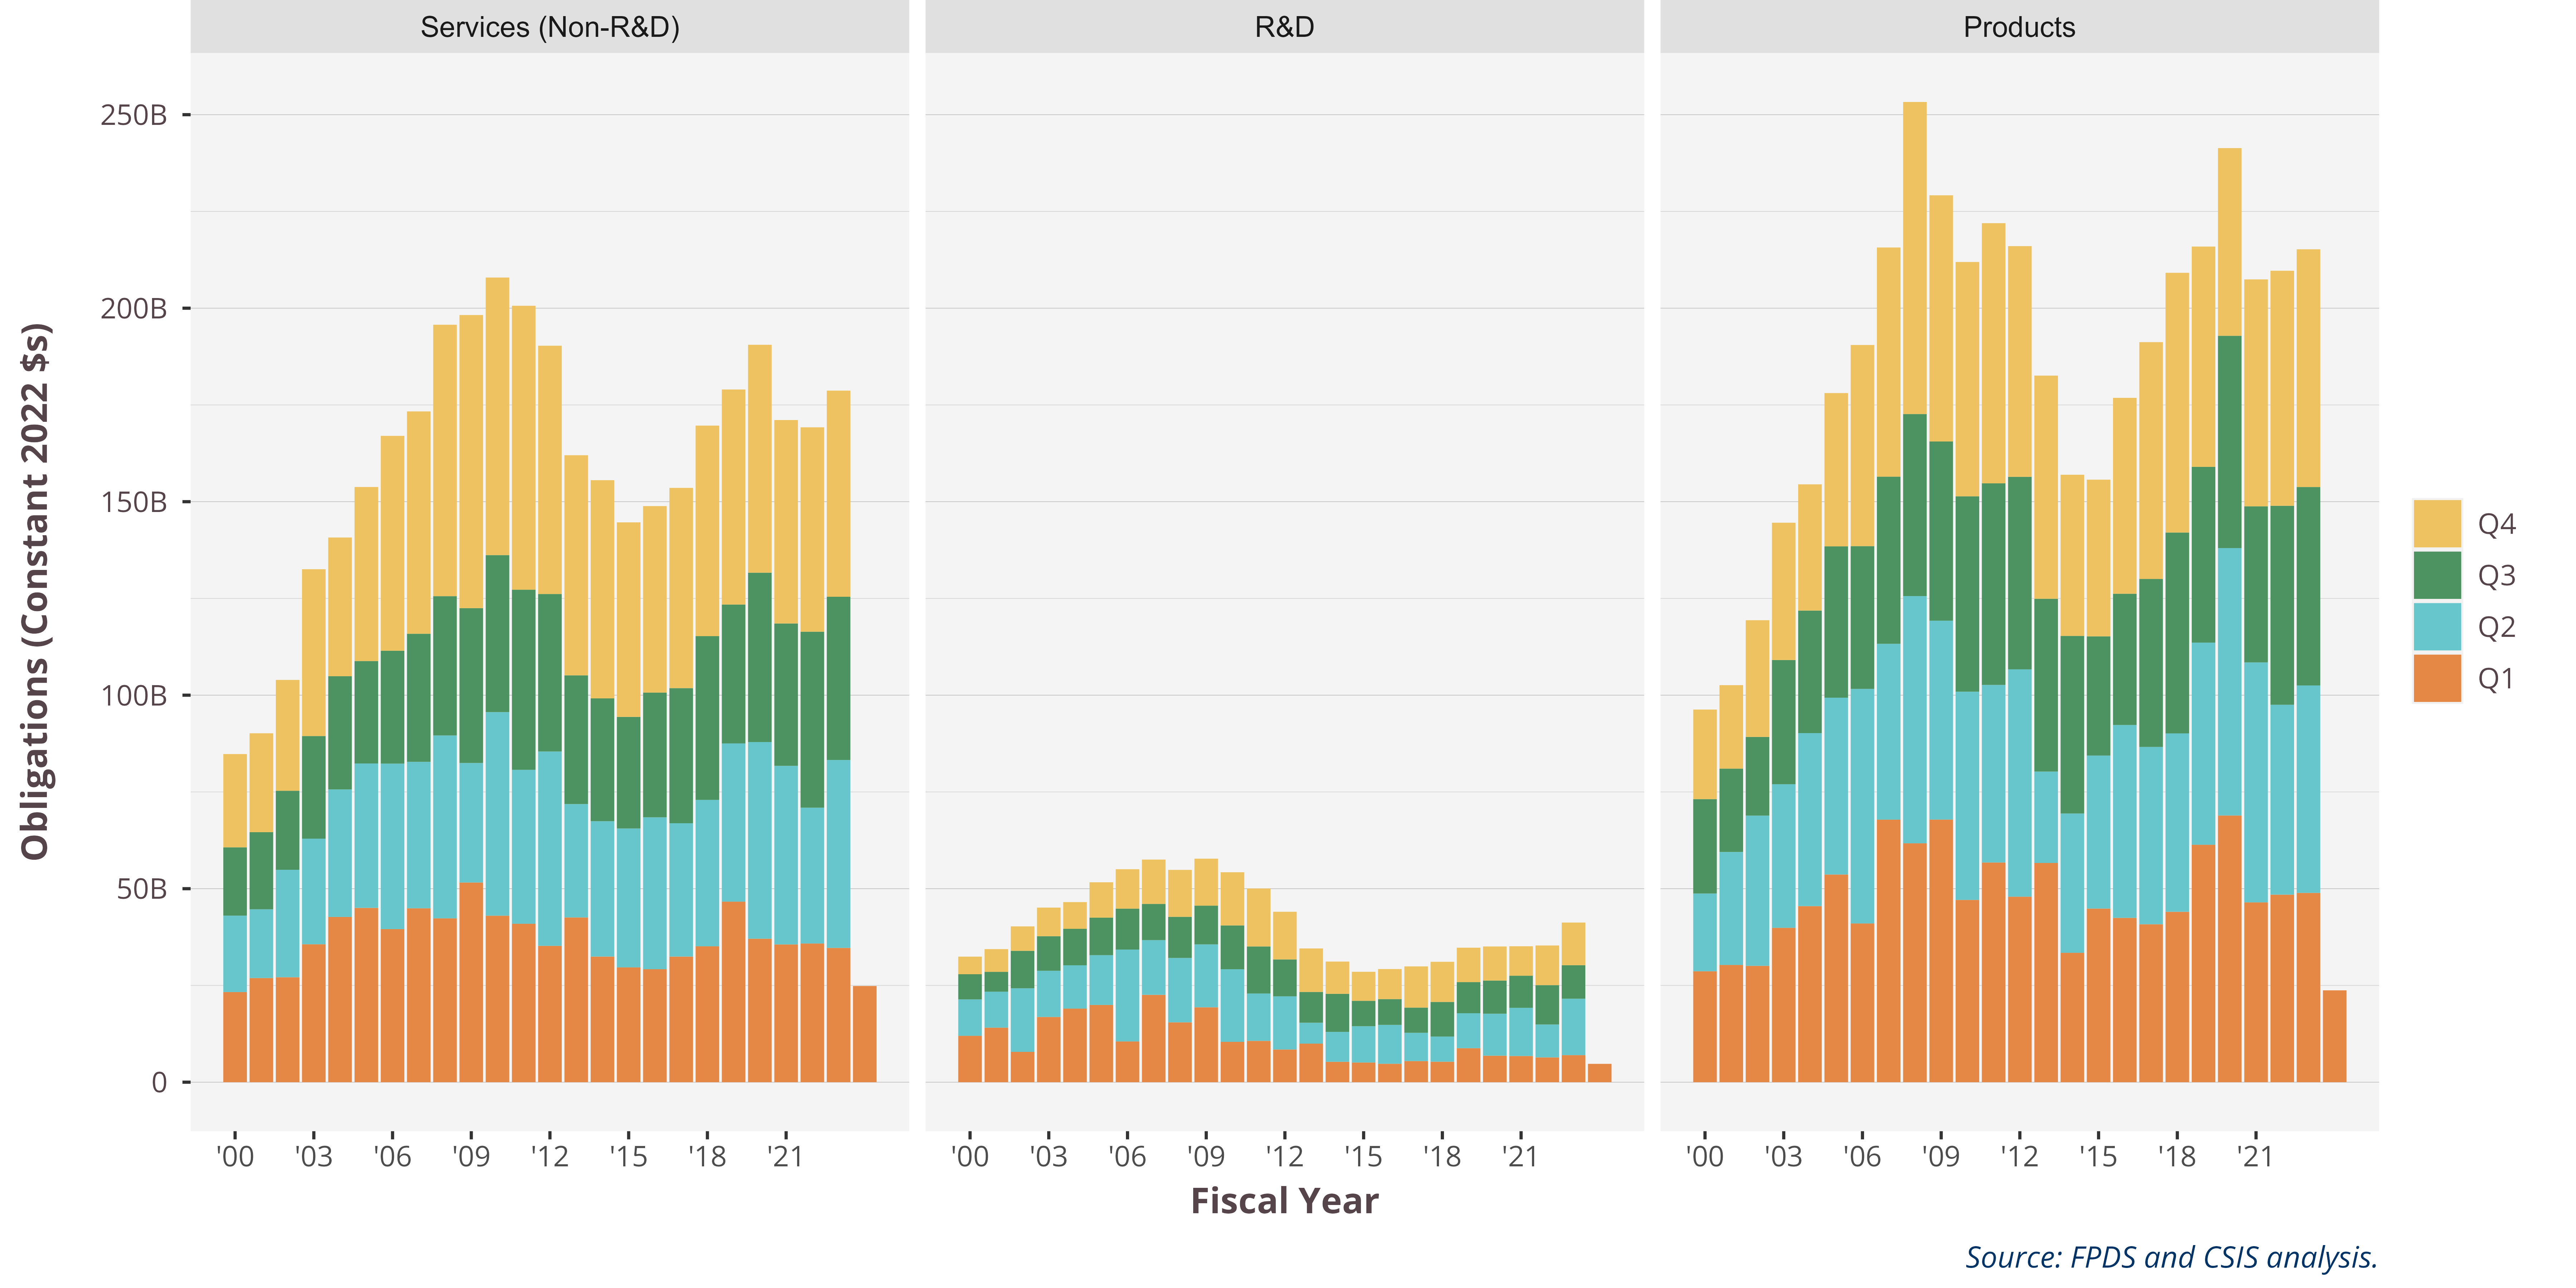 Services (Non-R&D)
R&D
Products
Obligations (Constant 2022 $s)
250B
200B
150B
100B
50B
0
Q4
Q3
Q2
Q1
'00 '03 '06 '09 '12 '15 '18 '21
'00 '03 '06 '09 '12 '15 '18 '21
'00 '03 '06 '09 '12 '15 '18 '21
Fiscal Year
Source: FPDS and CSIS analysis.